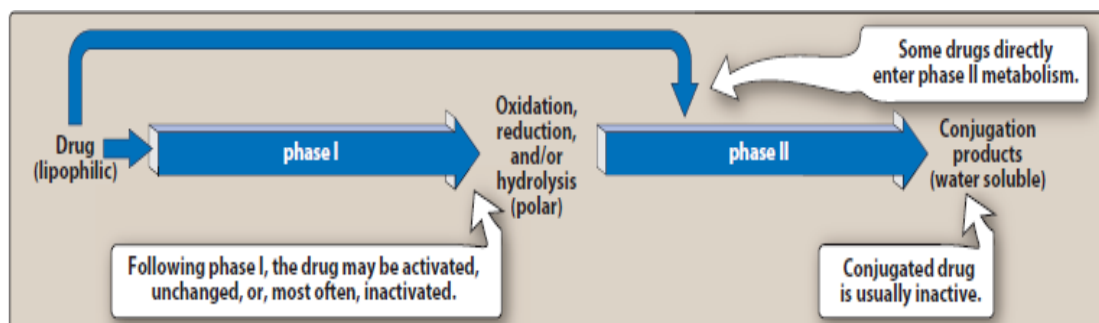 Some drugs directly
enter phase II metabolism.
Drug
(lipophilic)
phase I
Oxidation,
reduction,
and/or
hydrolysis
(polar)
phase II
Conjugation
products
(water soluble)
Following phase I, the drug may be activated,
unchanged, or, most often, inactivated.
Conjugated drug
is usually inactive.